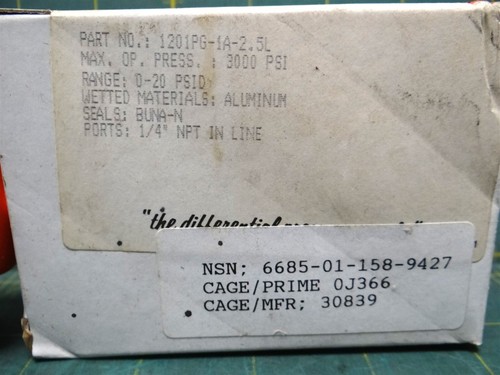 PART NO.: 1201PG-1A-2.5L
MAX. OP. PRESS. : 3000 PSI
RANGE: 0-20 PSID
WETTED MATERIALS: ALUMINUM
SEALS: BUNA-N
PORTS: 1/4" NPT IN LINE
"the differential
NSN; 6685-01-158-9427
CAGE/PRIME 0J366
CAGE/MFR; 30839